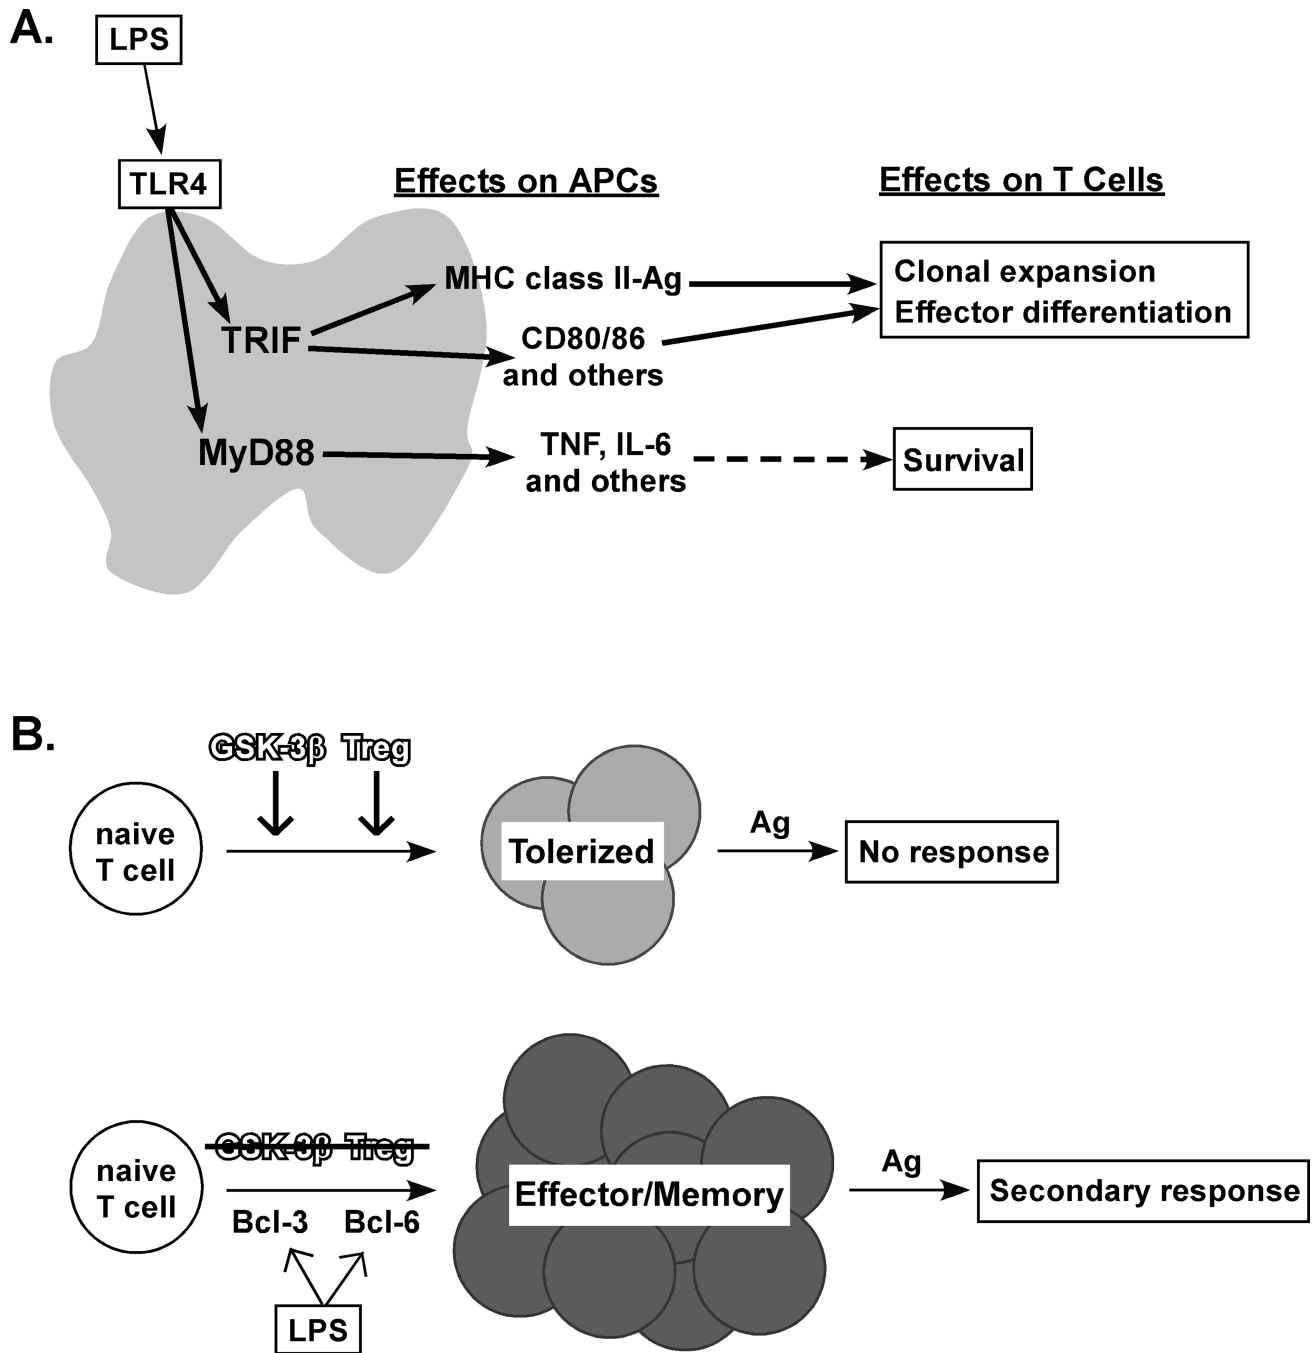 A.
LPS
TLR4
Effects on APCs
Effects on T Cells
MHC class II-Ag
Clonal expansion
Effector differentiation
TRIF
CD80/86
and others
MyD88
TNF, IL-6
and others
Survival
B.
GSK-3β Treg
naive
T cell
Tolerized
Ag
No response
GSK-3β Treg
naive
T cell
Bcl-3 Bcl-6
LPS
Effector/Memory
Ag
Secondary response